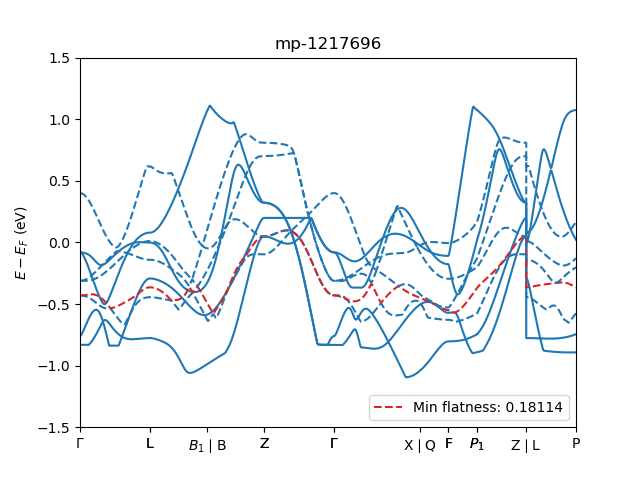 mp-1217696
E − E_F (eV)
1.5
1.0
0.5
0.0
−0.5
−1.0
−1.5
Min flatness: 0.18114
Γ L B₁ | B Z Γ X | Q F P₁ Z | L P